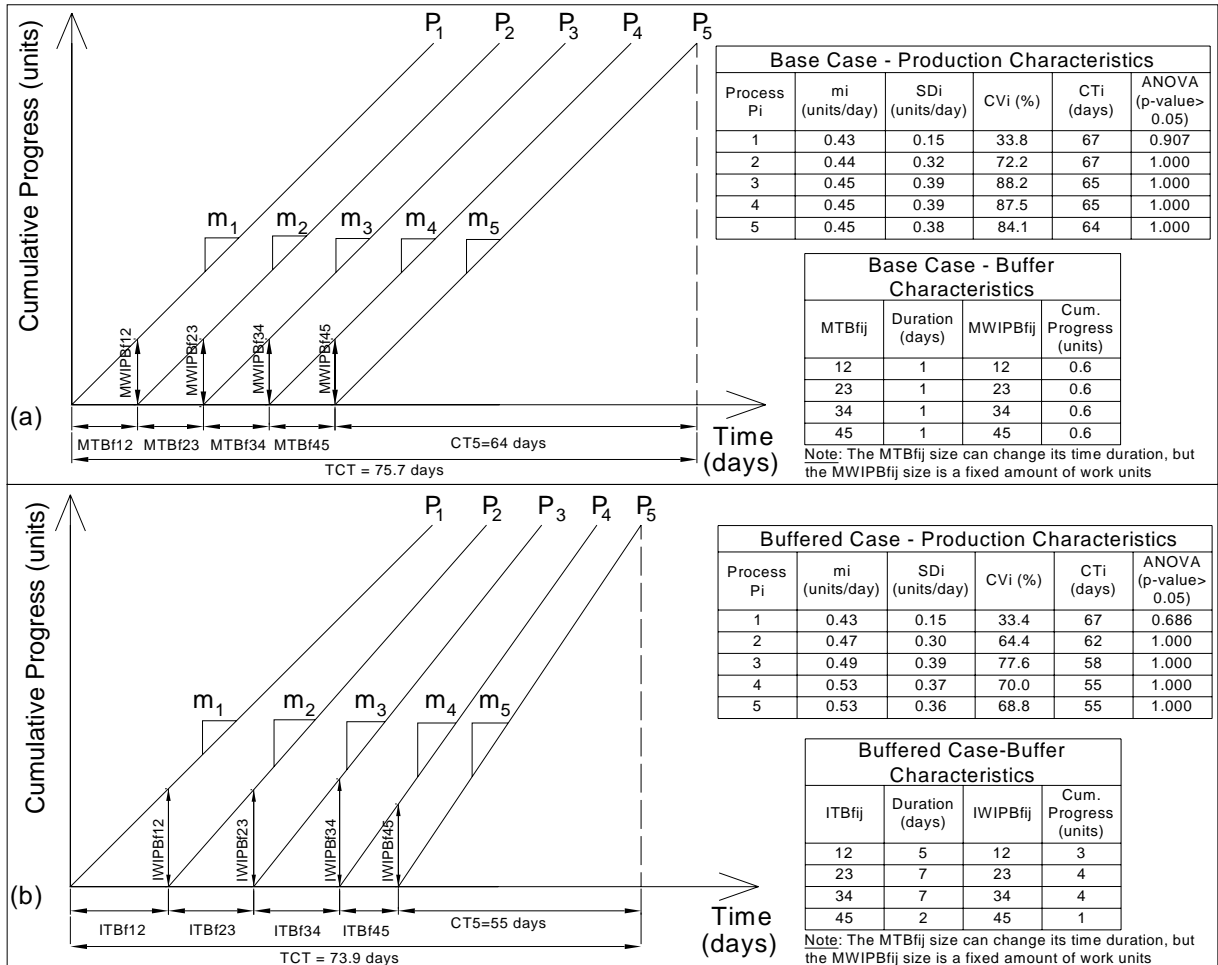 P1 P2 P3 P4 P5
Cumulative Progress (units)
m1 m2 m3 m4 m5
MWIPBf12 MWIPBf23 MWIPBf34 MWIPBf45
(a)
MTBf12 MTBf23 MTBf34 MTBf45 CT5=64 days
TCT = 75.7 days
Time
(days)
Base Case - Production Characteristics
Process Pi mi (units/day) SDi (units/day) CVi (%) CTi (days) ANOVA (p-value> 0.05)
1 0.43 0.15 33.8 67 0.907
2 0.44 0.32 72.2 67 1.000
3 0.45 0.39 88.2 65 1.000
4 0.45 0.39 87.5 65 1.000
5 0.45 0.38 84.1 64 1.000
Base Case - Buffer
Characteristics
MTBfij Duration (days) MWIPBfij Cum. Progress (units)
12 1 12 0.6
23 1 23 0.6
34 1 34 0.6
45 1 45 0.6
Note: The MTBfij size can change its time duration, but
the MWIPBfij size is a fixed amount of work units
P1 P2 P3 P4 P5
Cumulative Progress (units)
m1 m2 m3 m4 m5
IWIPBf12 IWIPBf23 IWIPBf34 IWIPBf45
(b)
ITBf12 ITBf23 ITBf34 ITBf45 CT5=55 days
TCT = 73.9 days
Time
(days)
Buffered Case - Production Characteristics
Process Pi mi (units/day) SDi (units/day) CVi (%) CTi (days) ANOVA (p-value> 0.05)
1 0.43 0.15 33.4 67 0.686
2 0.47 0.30 64.4 62 1.000
3 0.49 0.39 77.6 58 1.000
4 0.53 0.37 70.0 55 1.000
5 0.53 0.36 68.8 55 1.000
Buffered Case-Buffer
Characteristics
ITBfij Duration (days) IWIPBfij Cum. Progress (units)
12 5 12 3
23 7 23 4
34 7 34 4
45 2 45 1
Note: The MTBfij size can change its time duration, but
the MWIPBfij size is a fixed amount of work units